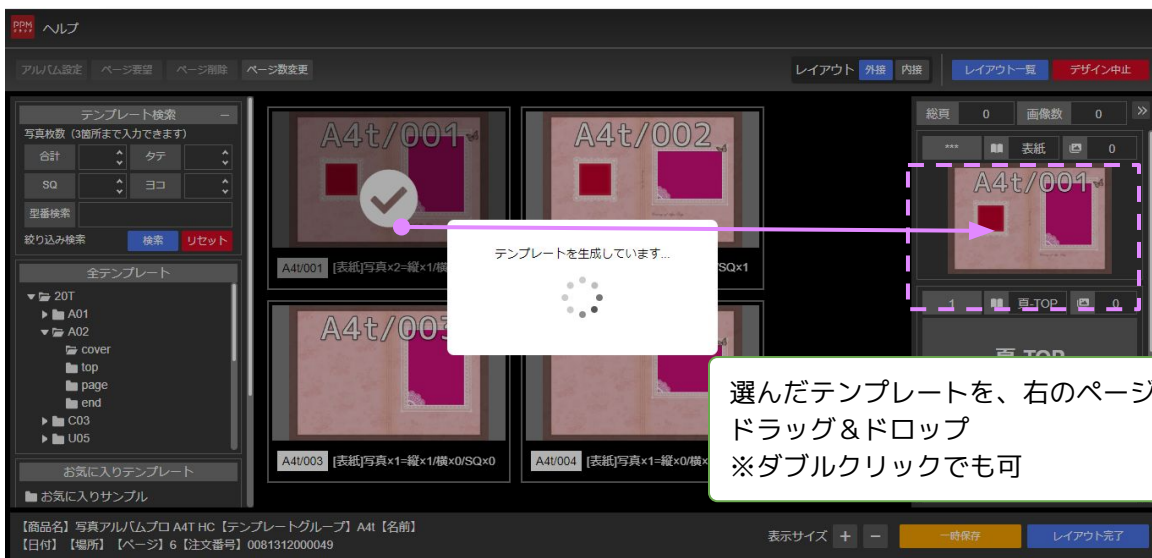 PPM ヘルプ
アルバム設定 ページ要望 ページ削除 ページ数変更 レイアウト 外接 内接 レイアウト一覧 デザイン中止
テンプレート検索 −
写真枚数（3箇所まで入力できます）
合計 タテ
SQ ヨコ
型番検索
絞り込み検索 検索 リセット
全テンプレート
20T
A01
A02
cover
top
page
end
C03
U05
お気に入りテンプレート
お気に入りサンプル
A4t/001
A4t/001 [表紙]写真×2=縦×1/横
A4t/002
SQ×1
A4t/003
A4t/003 [表紙]写真×1=縦×1/横×0/SQ×0
A4t/004 [表紙]写真×1=縦×0/横×
テンプレートを生成しています...
総頁 0 画像数 0 »
*** 表紙 0
A4t/001
1 頁-TOP 0
頁-TOP
選んだテンプレートを、右のページ
ドラッグ＆ドロップ
※ダブルクリックでも可
【商品名】写真アルバムプロ A4T HC【テンプレートグループ】A4t【名前】
【日付】【場所】【ページ】6【注文番号】0081312000049
表示サイズ + − 一時保存 レイアウト完了